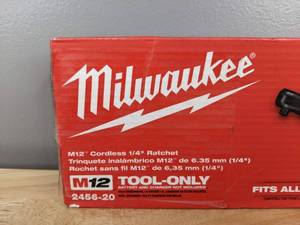 Milwaukee
M12™ Cordless 1/4" Ratchet
Trinquete inalámbrico M12™ de 6.35 mm (1/4")
Rochet sans fil M12™ de 6,35 mm (1/4")
M12 TOOL-ONLY
BATTERY AND CHARGER NOT INCLUDED
2456-20
FITS ALL